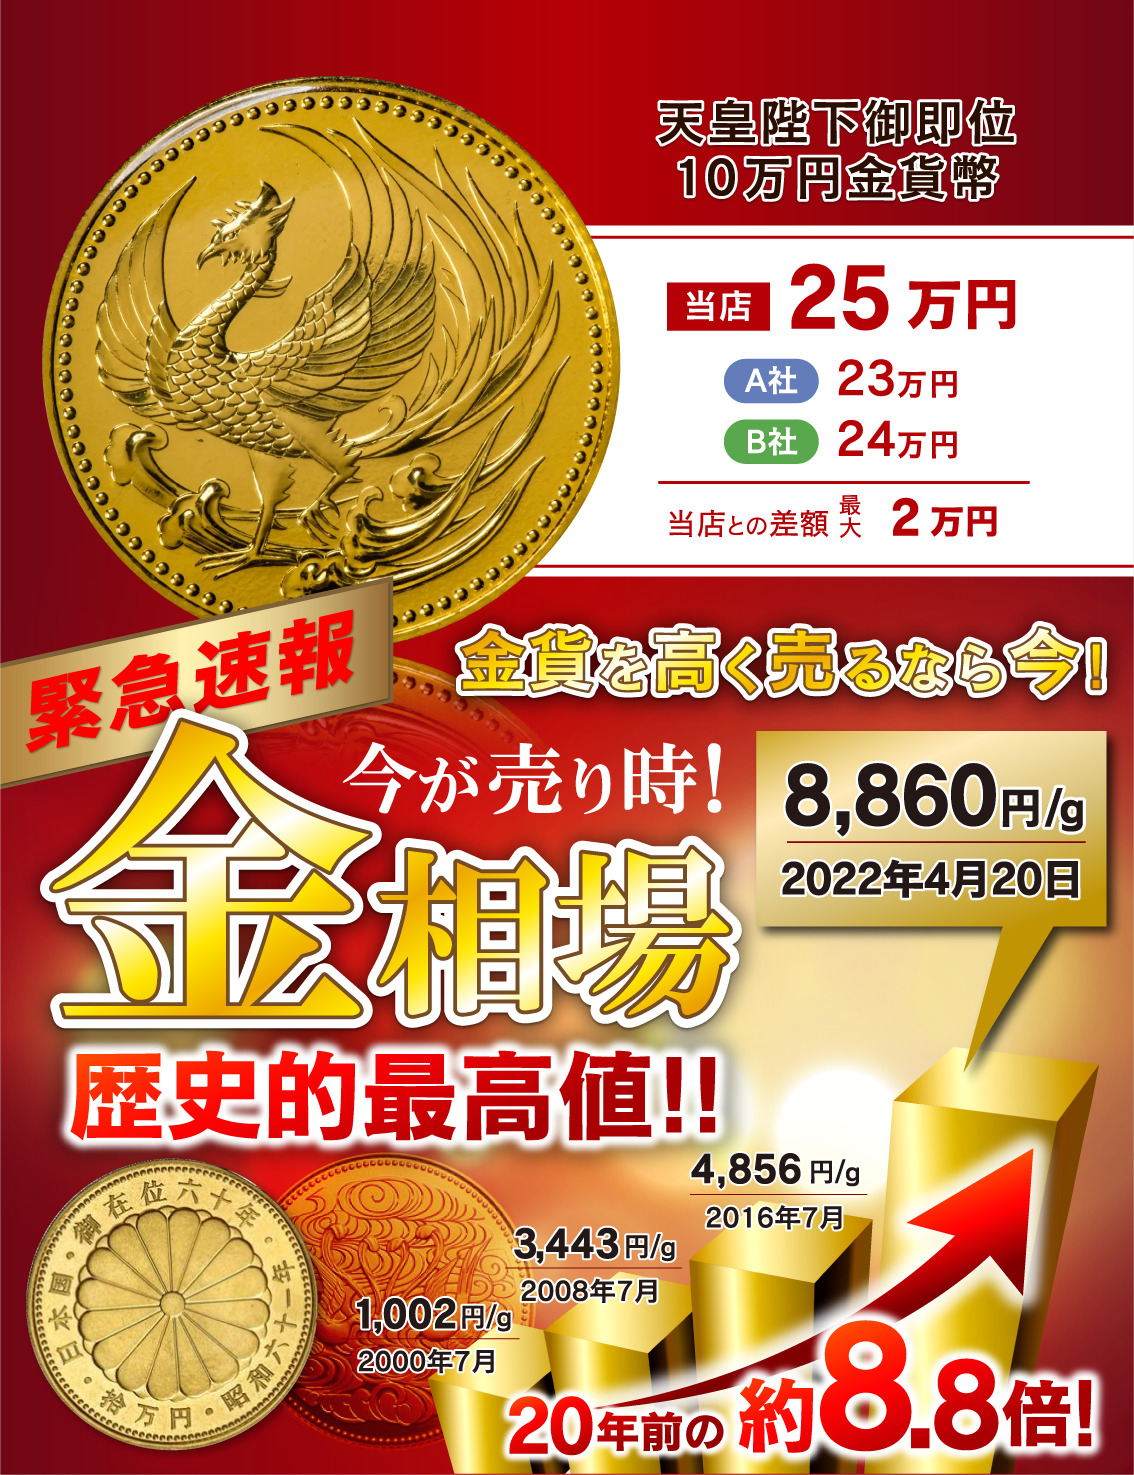 天皇陛下御即位
10万円金貨幣
当店 25万円
A社 23万円
B社 24万円
当店との差額 最大 2万円
緊急速報
金貨を高く売るなら今!
今が売り時!
金相場
8,860円/g
2022年4月20日
歴史的最高値!!
4,856円/g
2016年7月
3,443円/g
2008年7月
1,002円/g
2000年7月
日本国・御在位六十年・
拾万円・昭和六十一年・
20年前の約8.8倍!